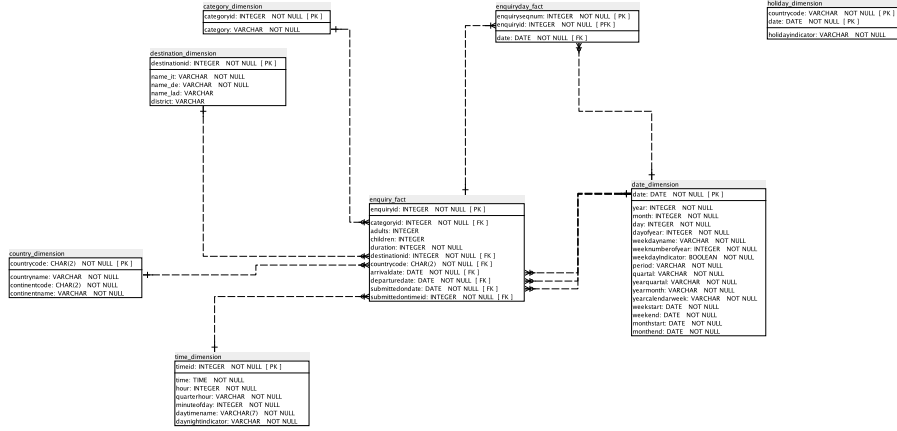 category_dimension
categoryid: INTEGER NOT NULL [ PK ]
category: VARCHAR NOT NULL
enquiryday_fact
enquiryseqnum: INTEGER NOT NULL [ PK ]
enquiryid: INTEGER NOT NULL [ PFK ]
date: DATE NOT NULL [ FK ]
holiday_dimension
countrycode: VARCHAR NOT NULL [ PK ]
date: DATE NOT NULL [ PK ]
holidayindicator: VARCHAR NOT NULL
destination_dimension
destinationid: INTEGER NOT NULL [ PK ]
name_it: VARCHAR NOT NULL
name_de: VARCHAR NOT NULL
name_lad: VARCHAR
district: VARCHAR
enquiry_fact
enquiryid: INTEGER NOT NULL [ PK ]
categoryid: INTEGER NOT NULL [ FK ]
adults: INTEGER
children: INTEGER
duration: INTEGER NOT NULL
destinationid: INTEGER NOT NULL [ FK ]
countrycode: CHAR(2) NOT NULL [ FK ]
arrivaldate: DATE NOT NULL [ FK ]
departuredate: DATE NOT NULL [ FK ]
submittedondate: DATE NOT NULL [ FK ]
submittedontimeid: INTEGER NOT NULL [ FK ]
date_dimension
date: DATE NOT NULL [ PK ]
year: INTEGER NOT NULL
month: INTEGER NOT NULL
day: INTEGER NOT NULL
dayofyear: INTEGER NOT NULL
weekdayname: VARCHAR NOT NULL
weeknumberofyear: INTEGER NOT NULL
weekdayindicator: BOOLEAN NOT NULL
period: VARCHAR NOT NULL
quartal: VARCHAR NOT NULL
yearquartal: VARCHAR NOT NULL
yearmonth: VARCHAR NOT NULL
yearcalendarweek: VARCHAR NOT NULL
weekstart: DATE NOT NULL
weekend: DATE NOT NULL
monthstart: DATE NOT NULL
monthend: DATE NOT NULL
country_dimension
countrycode: CHAR(2) NOT NULL [ PK ]
countryname: VARCHAR NOT NULL
continentcode: CHAR(2) NOT NULL
continentname: VARCHAR NOT NULL
time_dimension
timeid: INTEGER NOT NULL [ PK ]
time: TIME NOT NULL
hour: INTEGER NOT NULL
quarterhour: VARCHAR NOT NULL
minuteofday: INTEGER NOT NULL
daytimename: VARCHAR(7) NOT NULL
daynightindicator: VARCHAR NOT NULL